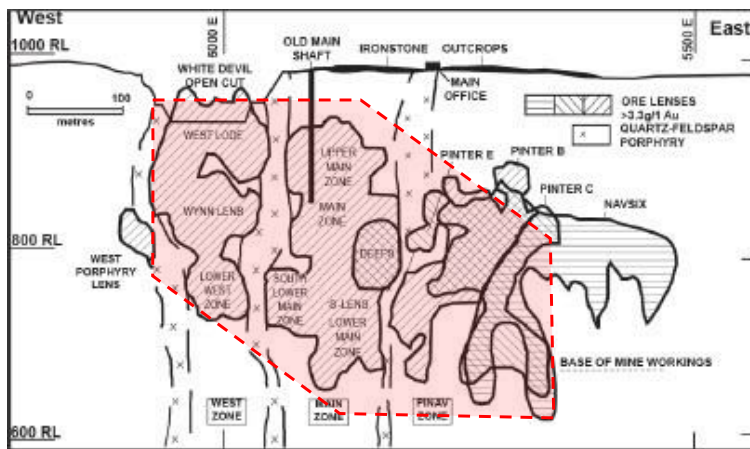 West
East
1000 RL
5000 E
5500 E
OLD MAIN
SHAFT
IRONSTONE
OUTCROPS
WHITE DEVIL
OPEN CUT
MAIN
OFFICE
0
100
metres
ORE LENSES
>3.3g/1 Au
QUARTZ-FELDSPAR
PORPHYRY
WEST LODE
UPPER
MAIN
ZONE
PINTER E
PINTER B
PINTER C
NAVSIX
WYNN LENS
MAIN
ZONE
800 RL
WEST
PORPHYRY
LENS
DEEPS
LOWER
WEST
ZONE
SOUTH
LOWER
MAIN
ZONE
B-LENS
LOWER
MAIN
ZONE
BASE OF MINE WORKINGS
WEST
ZONE
MAIN
ZONE
PINAV
ZONE
600 RL